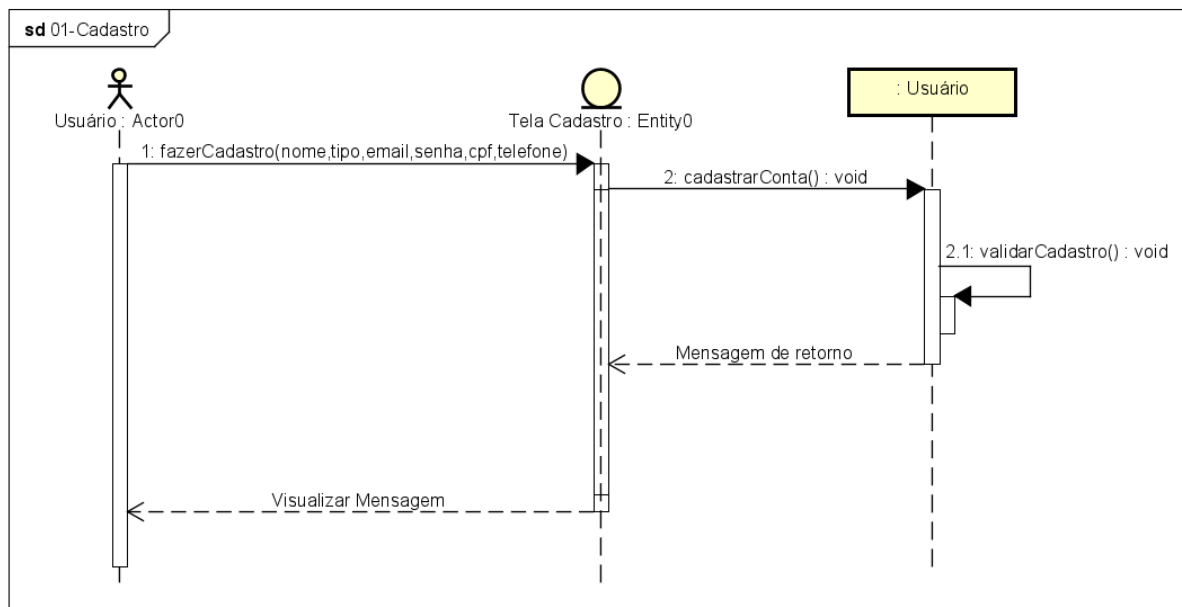 sd 01-Cadastro
Usuário : Actor0
Tela Cadastro : Entity0
: Usuário
1: fazerCadastro(nome,tipo,email,senha,cpf,telefone)
2: cadastrarConta() : void
2.1: validarCadastro() : void
Mensagem de retorno
Visualizar Mensagem